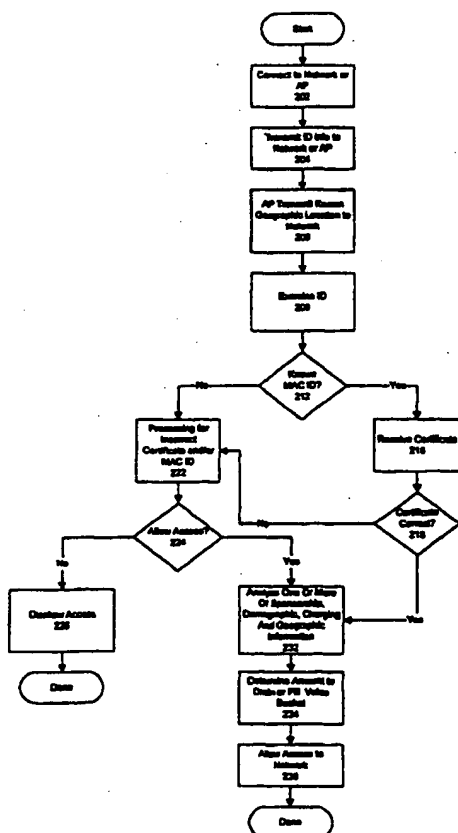 Start
Connect to Network or
AP
202
Transmit ID Info to
Network or AP
204
AP Transmit Known
Geographic Location to
Network
206
Examine ID
209
Known
MAC ID?
212
No
Yes
Processing for
Incorrect
Certificate and/or
MAC ID
222
Receive Certificate
216
Certificate
Correct?
218
No
Allow Access?
224
No
Yes
Yes
Disallow Access
226
Analyze One Or More
Of Sponsorship,
Demographic, Charging
And Geographic
Information
232
Done
Determine Amount to
Drain or Fill Value
Bucket
234
Allow Access to
Network
236
Done